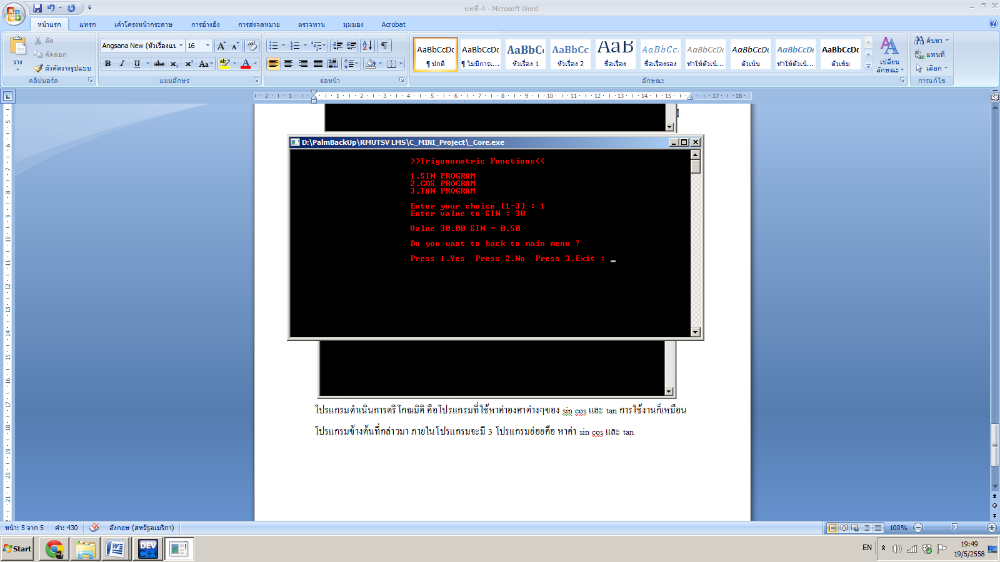 บทที่-4 - Microsoft Word
หน้าแรก แทรก เค้าโครงหน้ากระดาษ การอ้างอิง การส่งจดหมาย ตรวจทาน มุมมอง Acrobat
วาง
ตัด
คัดลอก
ตัวคัดวางรูปแบบ
คลิปบอร์ด
Angsana New (หัวเรื่องแบ 16
B I U abc X₂ X² Aa
แบบอักษร
ย่อหน้า
AaBbCcDc AaBbCcDc AaBbC( AaBbCc AaB AaBbCc. AaBbCcDc AaBbCcDc AaBbCcDc AaBbCcDc
¶ ปกติ ¶ ไม่มีการเ... หัวเรื่อง 1 หัวเรื่อง 2 ชื่อเรื่อง ชื่อเรื่องรอง ทำให้ตัวเน้... ตัวเน้น ทำให้ตัวเน้... ตัวเข้ม
เปลี่ยนลักษณะ
ลักษณะ
ค้นหา
แทนที่
เลือก
การแก้ไข
D:\PalmBackUp\RMUTSV LMS\C_MINI_Project\_Core.exe
>>Trigonometric Functions<<
1.SIN PROGRAM
2.COS PROGRAM
3.TAN PROGRAM
Enter your choice [1-3] : 1
Enter value to SIN : 30
Value 30.00 SIN = 0.50
Do you want to back to main menu ?
Press 1.Yes  Press 2.No  Press 3.Exit : _
โปรแกรมดำเนินการตรีโกณมิติ คือโปรแกรมที่ใช้หาค่าองศาต่างๆของ sin cos และ tan การใช้งานก็เหมือน
โปรแกรมข้างต้นที่กล่าวมา ภายในโปรแกรมจะมี 3 โปรแกรมย่อยคือ หาค่า sin cos และ tan
หน้า: 5 จาก 5 คำ: 430 อังกฤษ (สหรัฐอเมริกา) 100%
Start DEV C++ EN 19:49
19/5/2558